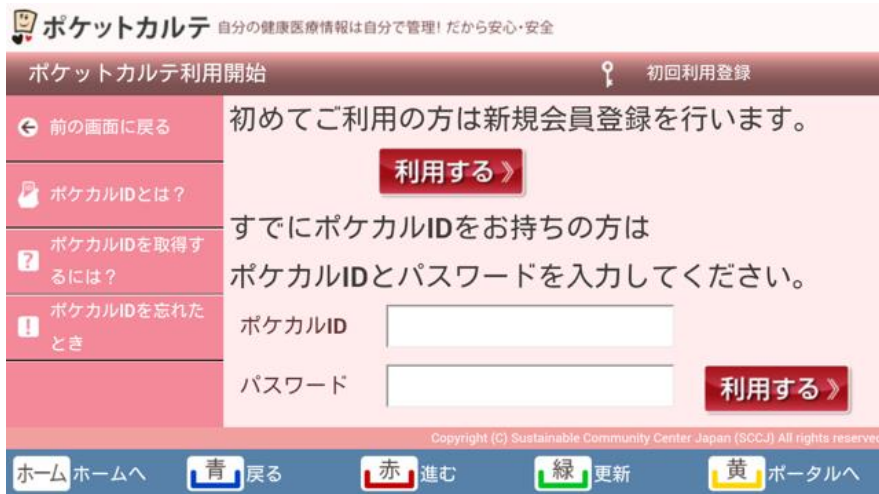 ポケットカルテ 自分の健康医療情報は自分で管理! だから安心・安全
ポケットカルテ利用開始
初回利用登録
前の画面に戻る
ポケカルIDとは？
ポケカルIDを取得す
るには？
ポケカルIDを忘れた
とき
初めてご利用の方は新規会員登録を行います。
利用する》
すでにポケカルIDをお持ちの方は
ポケカルIDとパスワードを入力してください。
ポケカルID
パスワード
利用する》
Copyright (C) Sustainable Community Center Japan (SCCJ) All rights reserve
ホーム ホームへ 青 戻る 赤 進む 緑 更新 黄 ポータルへ